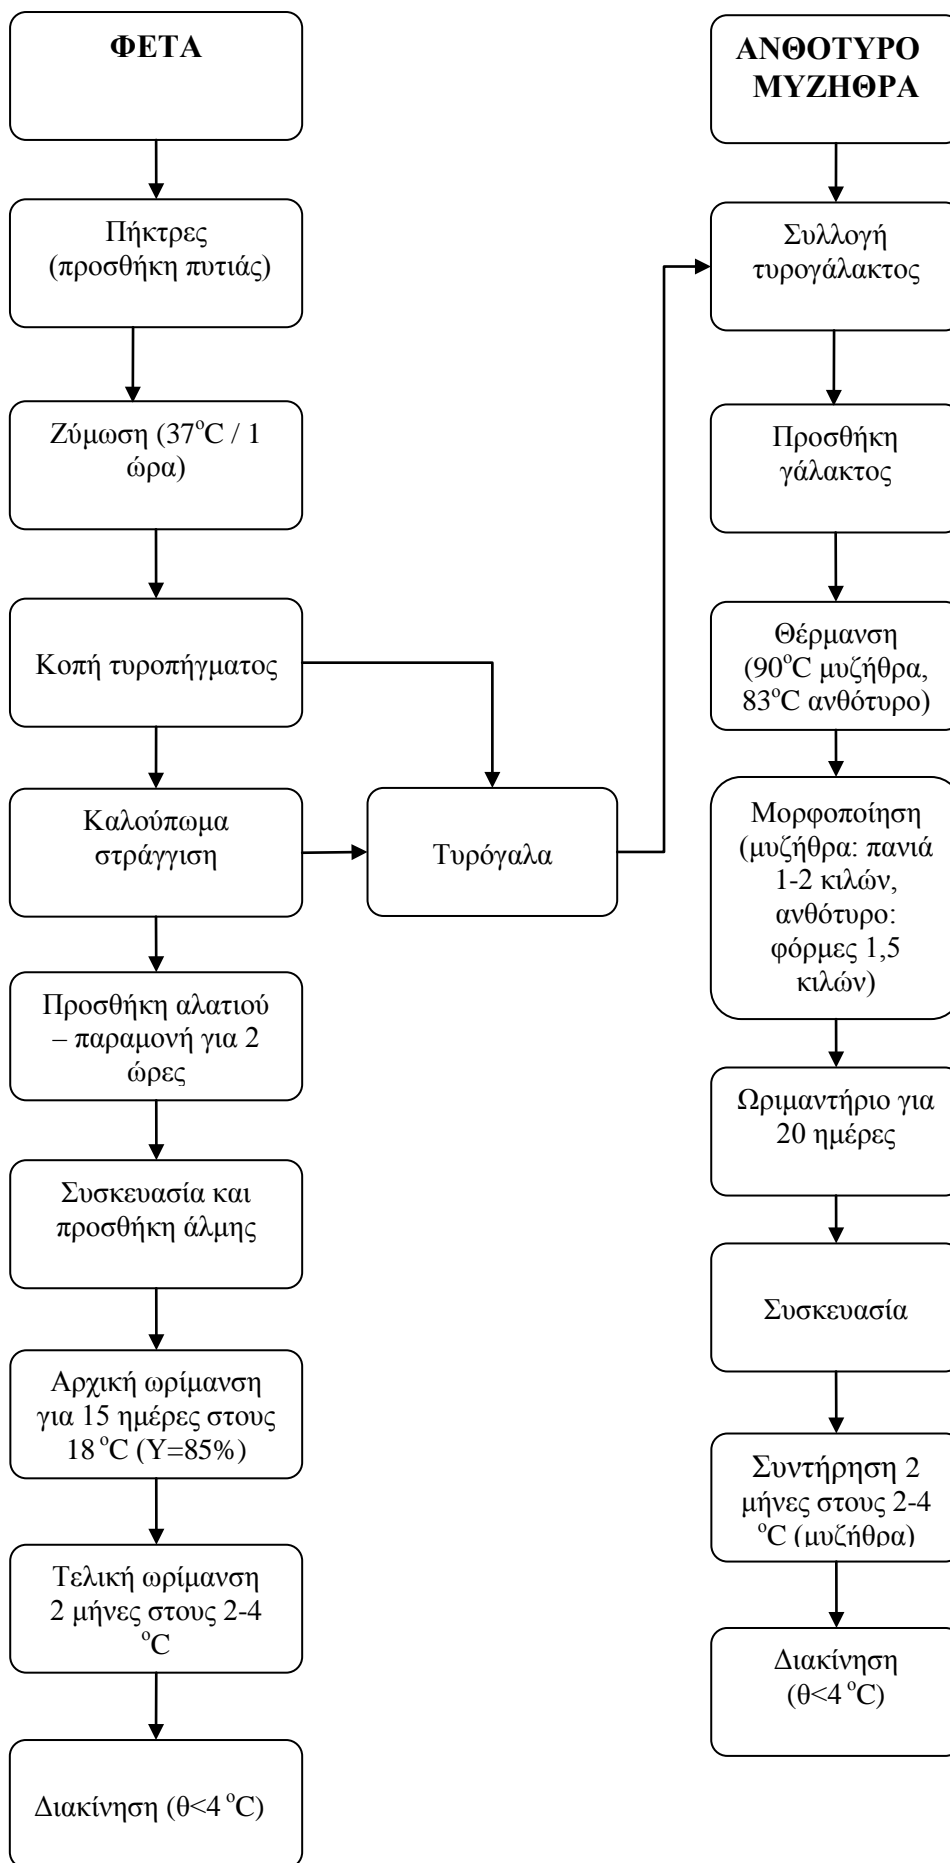 ΦΕΤΑ
Πήκτρες
(προσθήκη πυτιάς)
Ζύμωση (37°C / 1
ώρα)
Κοπή τυροπήγματος
Καλούπωμα
στράγγιση
Προσθήκη αλατιού
– παραμονή για 2
ώρες
Συσκευασία και
προσθήκη άλμης
Αρχική ωρίμανση
για 15 ημέρες στους
18 °C (Υ=85%)
Τελική ωρίμανση
2 μήνες στους 2-4
°C
Διακίνηση (θ<4 °C)
Τυρόγαλα
ΑΝΘΟΤΥΡΟ
ΜΥΖΗΘΡΑ
Συλλογή
τυρογάλακτος
Προσθήκη
γάλακτος
Θέρμανση
(90°C μυζήθρα,
83°C ανθότυρο)
Μορφοποίηση
(μυζήθρα: πανιά
1-2 κιλών,
ανθότυρο:
φόρμες 1,5
κιλών)
Ωριμαντήριο για
20 ημέρες
Συσκευασία
Συντήρηση 2
μήνες στους 2-4
°C (μυζήθρα)
Διακίνηση
(θ<4 °C)